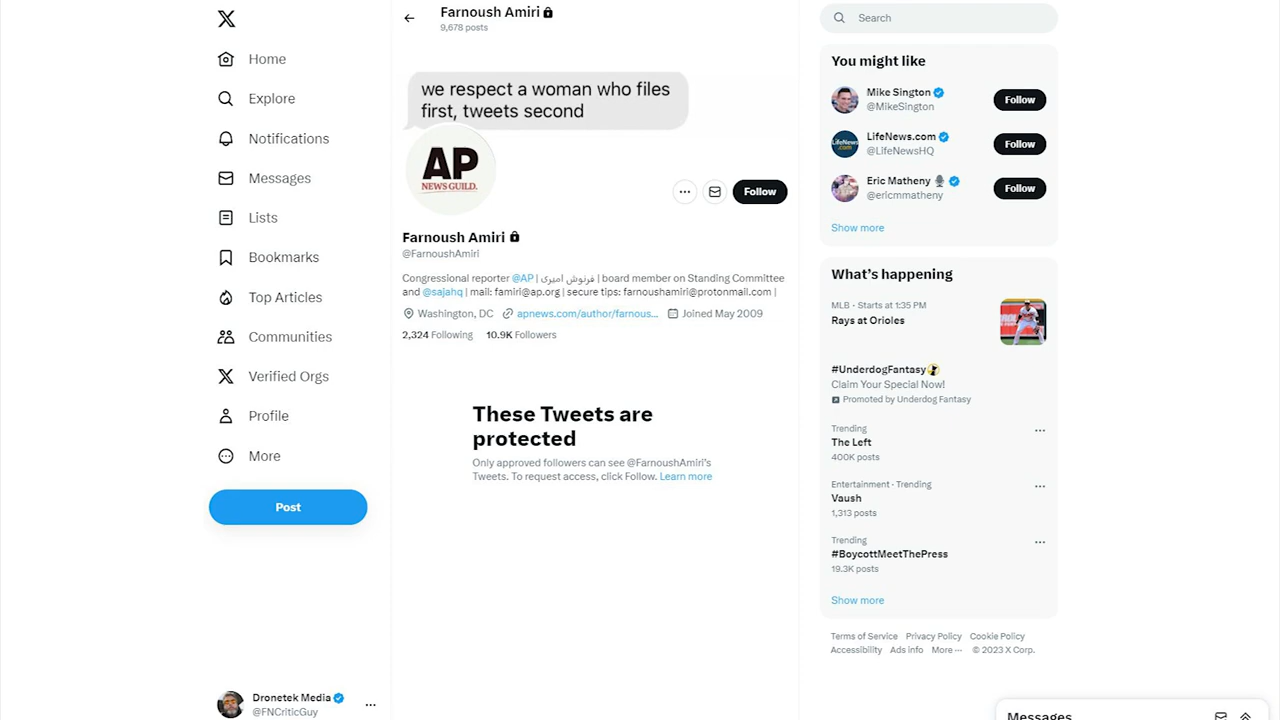 Home
Explore
Notifications
Messages
Lists
Bookmarks
Top Articles
Communities
Verified Orgs
Profile
More
Post
Dronetek Media
@FNCriticGuy
Farnoush Amiri
9,678 posts
we respect a woman who files
first, tweets second
AP
NEWS GUILD.
Follow
Farnoush Amiri
@FarnoushAmiri
Congressional reporter @AP | فرنوش امیری | board member on Standing Committee
and @sajahq | mail: famiri@ap.org | secure tips: farnoushamiri@protonmail.com |
Washington, DC apnews.com/author/farnous... Joined May 2009
2,324 Following 10.9K Followers
These Tweets are
protected
Only approved followers can see @FarnoushAmiri's
Tweets. To request access, click Follow. Learn more
Search
You might like
Mike Sington
@MikeSington
Follow
LifeNews.com
@LifeNewsHQ
Follow
Eric Matheny
@ericmmatheny
Follow
Show more
What's happening
MLB · Starts at 1:35 PM
Rays at Orioles
#UnderdogFantasy
Claim Your Special Now!
Promoted by Underdog Fantasy
Trending
The Left
400K posts
Entertainment · Trending
Vaush
1,313 posts
Trending
#BoycottMeetThePress
19.3K posts
Show more
Terms of Service Privacy Policy Cookie Policy
Accessibility Ads info More ··· © 2023 X Corp.
Messages